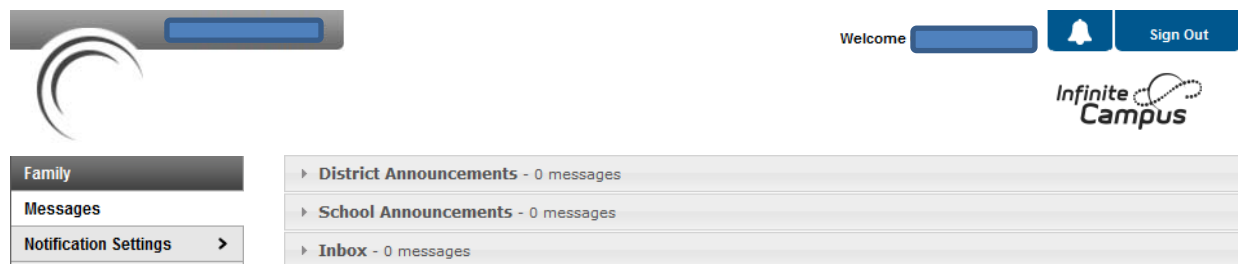 Welcome
Sign Out
Infinite
Campus
Family
Messages
Notification Settings
District Announcements - 0 messages
School Announcements - 0 messages
Inbox - 0 messages